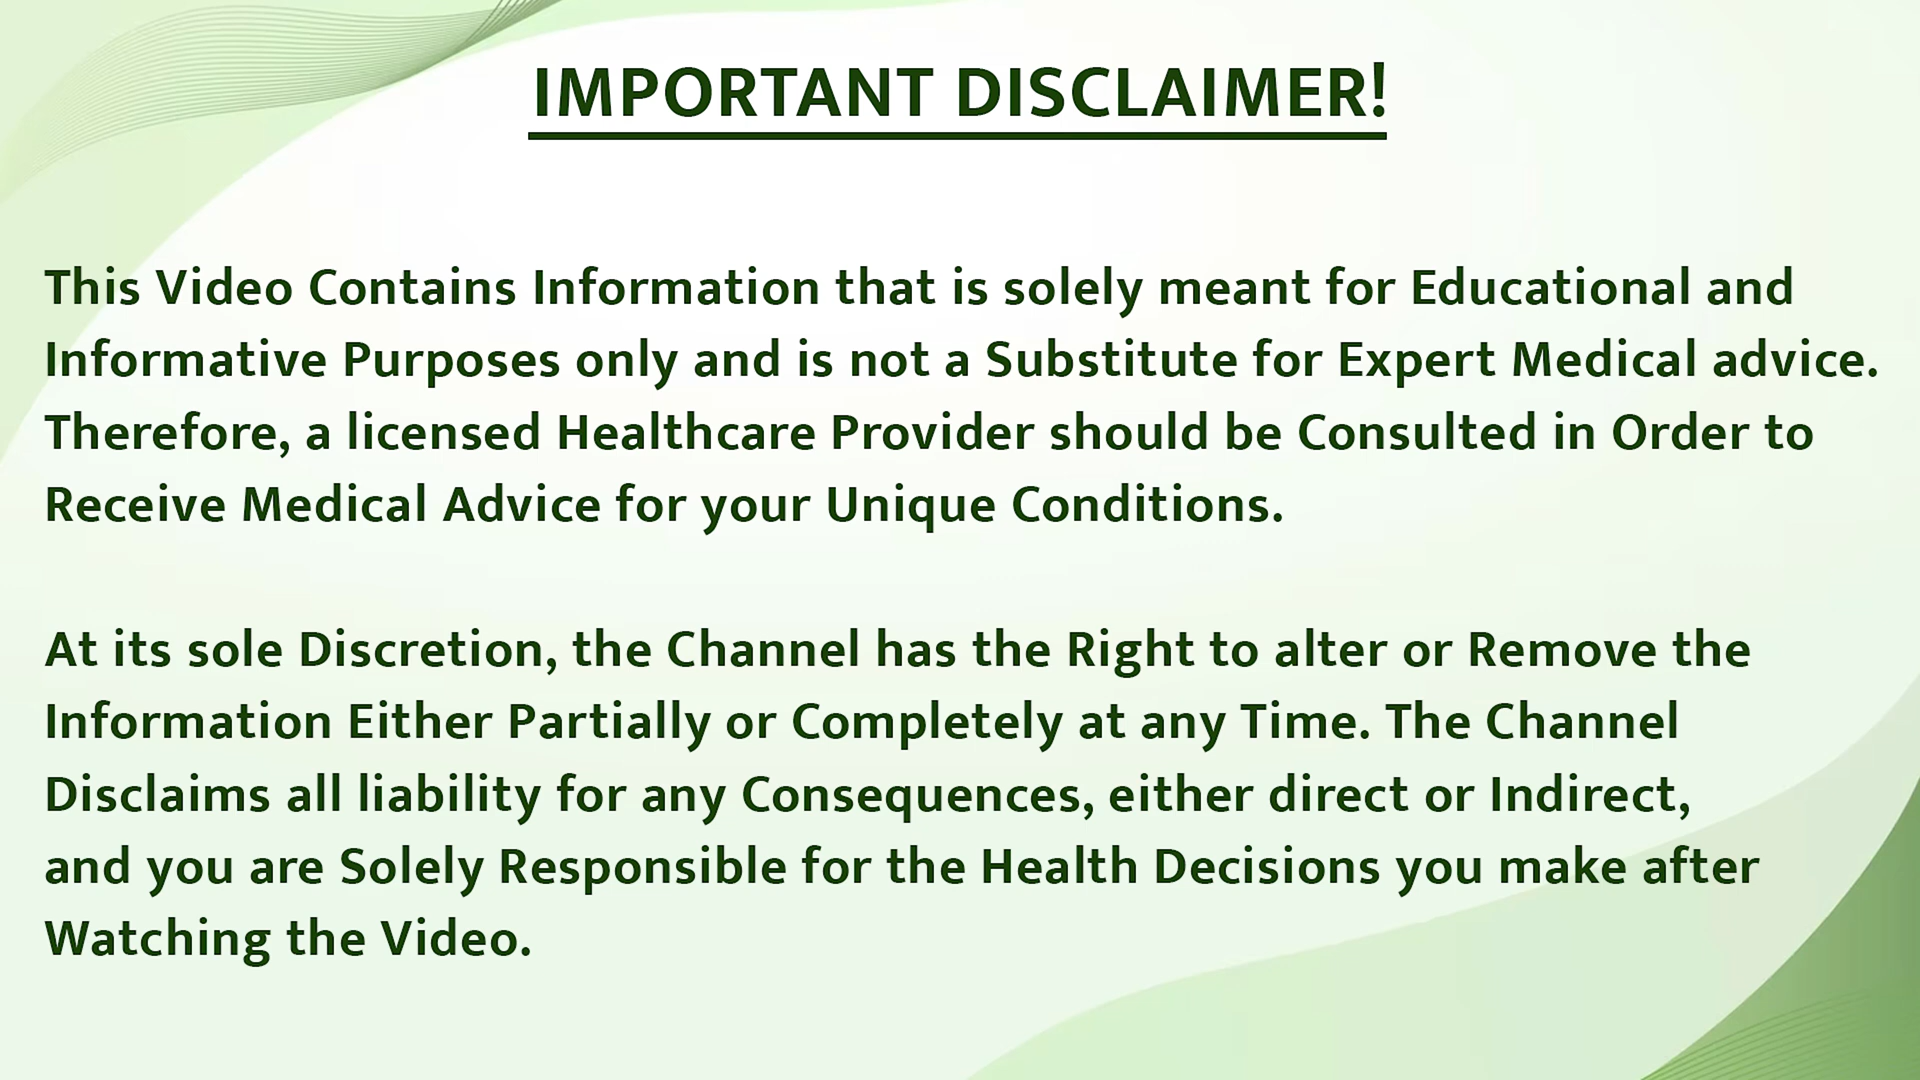 IMPORTANT DISCLAIMER!
This Video Contains Information that is solely meant for Educational and
Informative Purposes only and is not a Substitute for Expert Medical advice.
Therefore, a licensed Healthcare Provider should be Consulted in Order to
Receive Medical Advice for your Unique Conditions.
At its sole Discretion, the Channel has the Right to alter or Remove the
Information Either Partially or Completely at any Time. The Channel
Disclaims all liability for any Consequences, either direct or Indirect,
and you are Solely Responsible for the Health Decisions you make after
Watching the Video.